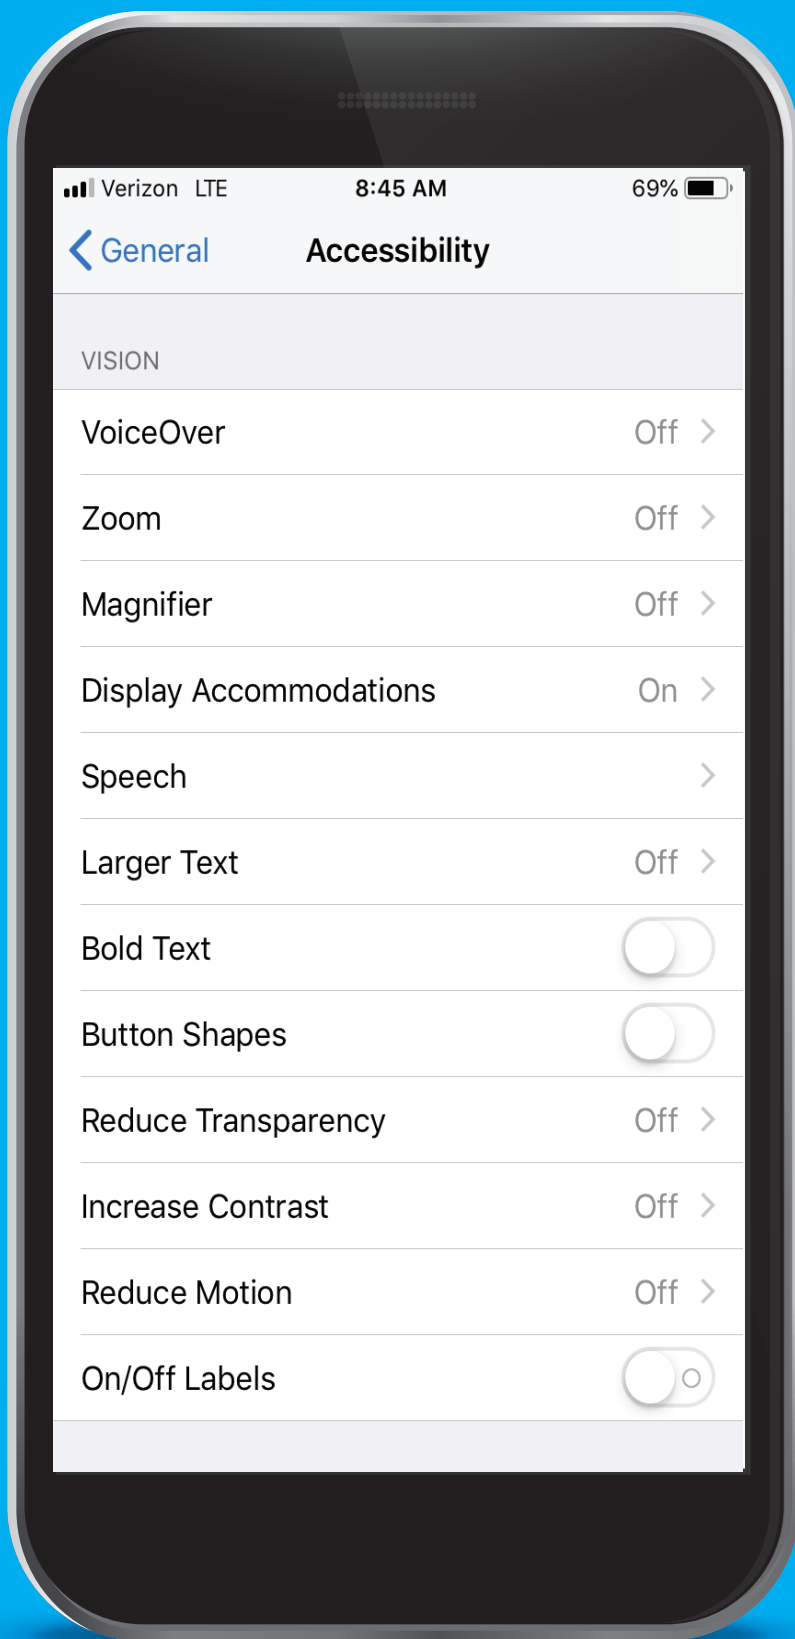 Verizon LTE 8:45 AM 69%
General Accessibility
VISION
VoiceOver Off
Zoom Off
Magnifier Off
Display Accommodations On
Speech
Larger Text Off
Bold Text
Button Shapes
Reduce Transparency Off
Increase Contrast Off
Reduce Motion Off
On/Off Labels